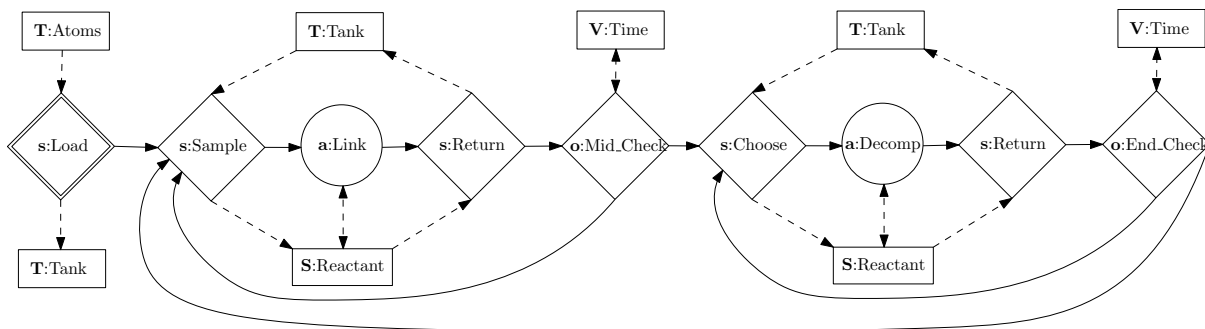 T:Atoms
T:Tank
V:Time
T:Tank
V:Time
s:Load
s:Sample
a:Link
s:Return
o:Mid_Check
s:Choose
a:Decomp
s:Return
o:End_Check
T:Tank
S:Reactant
S:Reactant